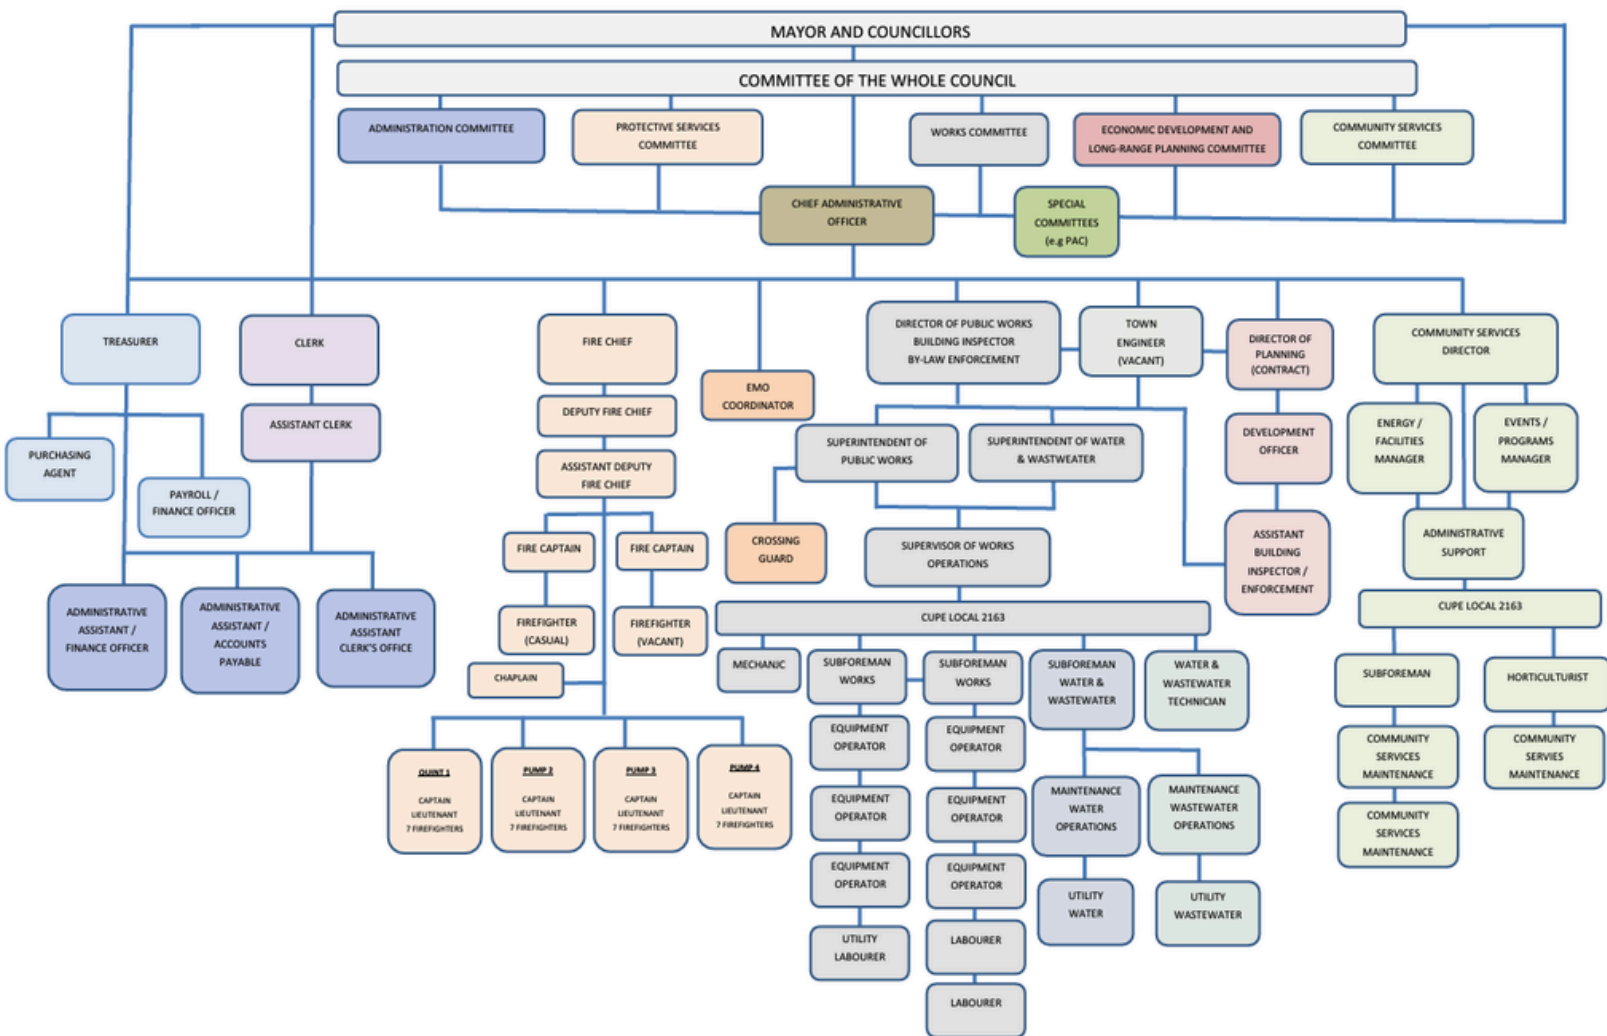 MAYOR AND COUNCILLORS
COMMITTEE OF THE WHOLE COUNCIL
ADMINISTRATION COMMITTEE
PROTECTIVE SERVICES
COMMITTEE
WORKS COMMITTEE
ECONOMIC DEVELOPMENT AND
LONG-RANGE PLANNING COMMITTEE
COMMUNITY SERVICES
COMMITTEE
CHIEF ADMINISTRATIVE
OFFICER
SPECIAL
COMMITTEES
(e.g PAC)
TREASURER
CLERK
FIRE CHIEF
EMO
COORDINATOR
DIRECTOR OF PUBLIC WORKS
BUILDING INSPECTOR
BY-LAW ENFORCEMENT
TOWN
ENGINEER
(VACANT)
DIRECTOR OF
PLANNING
(CONTRACT)
COMMUNITY SERVICES
DIRECTOR
PURCHASING
AGENT
PAYROLL /
FINANCE OFFICER
ASSISTANT CLERK
DEPUTY FIRE CHIEF
ASSISTANT DEPUTY
FIRE CHIEF
SUPERINTENDENT OF
PUBLIC WORKS
SUPERINTENDENT OF WATER
& WASTWEATER
DEVELOPMENT
OFFICER
ENERGY /
FACILITIES
MANAGER
EVENTS /
PROGRAMS
MANAGER
FIRE CAPTAIN
FIRE CAPTAIN
CROSSING
GUARD
SUPERVISOR OF WORKS
OPERATIONS
ASSISTANT
BUILDING
INSPECTOR /
ENFORCEMENT
ADMINISTRATIVE
SUPPORT
ADMINISTRATIVE
ASSISTANT /
FINANCE OFFICER
ADMINISTRATIVE
ASSISTANT /
ACCOUNTS
PAYABLE
ADMINISTRATIVE
ASSISTANT
CLERK'S OFFICE
FIREFIGHTER
(CASUAL)
FIREFIGHTER
(VACANT)
CHAPLAIN
CUPE LOCAL 2163
CUPE LOCAL 2163
MECHANIC
SUBFOREMAN
WORKS
SUBFOREMAN
WORKS
SUBFOREMAN
WATER &
WASTEWATER
WATER &
WASTEWATER
TECHNICIAN
SUBFOREMAN
HORTICULTURIST
QUINT 1
CAPTAIN
LIEUTENANT
7 FIREFIGHTERS
PUMP 2
CAPTAIN
LIEUTENANT
7 FIREFIGHTERS
PUMP 3
CAPTAIN
LIEUTENANT
7 FIREFIGHTERS
PUMP 4
CAPTAIN
LIEUTENANT
7 FIREFIGHTERS
EQUIPMENT
OPERATOR
EQUIPMENT
OPERATOR
COMMUNITY
SERVICES
MAINTENANCE
COMMUNITY
SERVIES
MAINTENANCE
EQUIPMENT
OPERATOR
EQUIPMENT
OPERATOR
MAINTENANCE
WATER
OPERATIONS
MAINTENANCE
WASTEWATER
OPERATIONS
COMMUNITY
SERVICES
MAINTENANCE
EQUIPMENT
OPERATOR
EQUIPMENT
OPERATOR
UTILITY
WATER
UTILITY
WASTEWATER
UTILITY
LABOURER
LABOURER
LABOURER